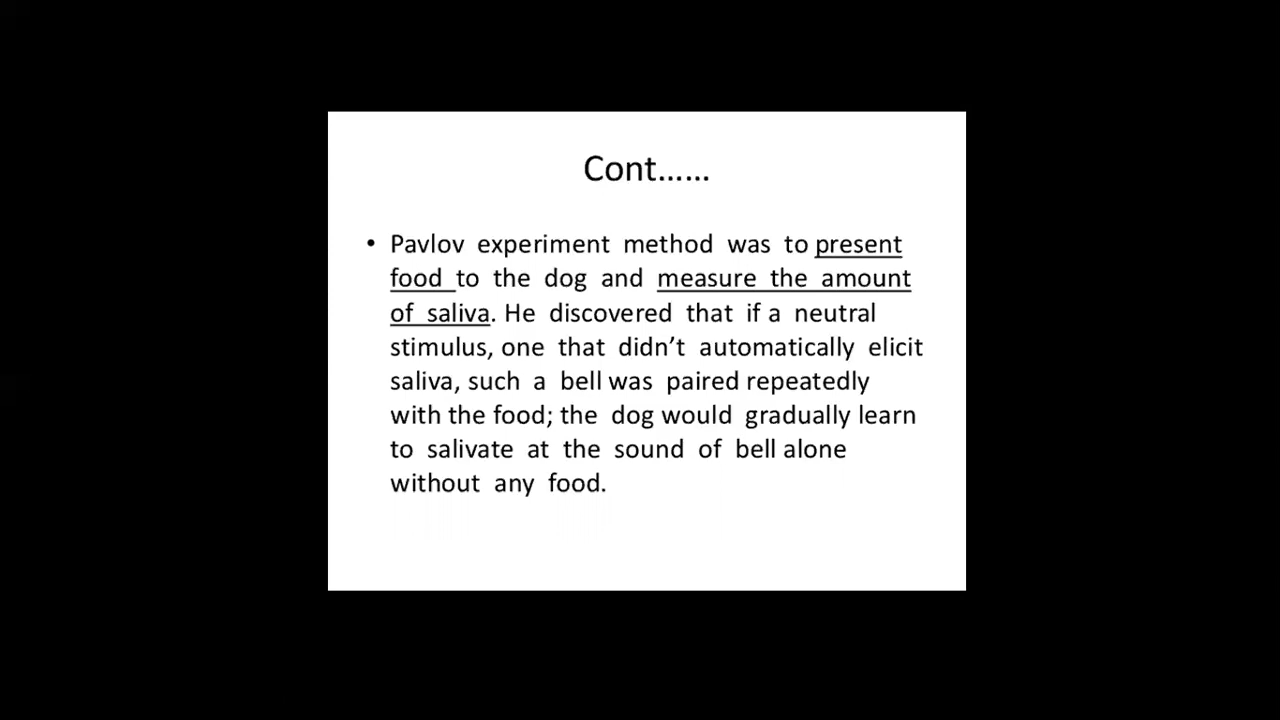 Cont......
• Pavlov experiment method was to present
food to the dog and measure the amount
of saliva. He discovered that if a neutral
stimulus, one that didn’t automatically elicit
saliva, such a bell was paired repeatedly
with the food; the dog would gradually learn
to salivate at the sound of bell alone
without any food.